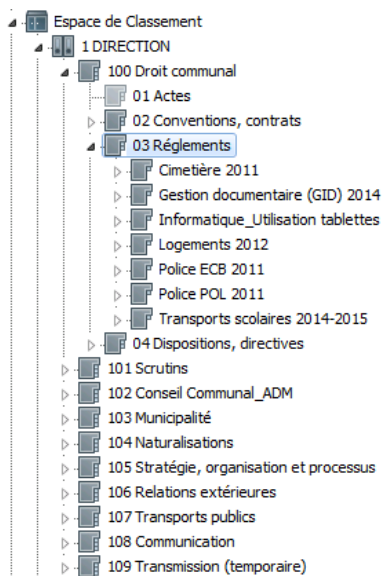 Espace de Classement
1 DIRECTION
100 Droit communal
01 Actes
02 Conventions, contrats
03 Réglements
Cimetière 2011
Gestion documentaire (GID) 2014
Informatique_Utilisation tablettes
Logements 2012
Police ECB 2011
Police POL 2011
Transports scolaires 2014-2015
04 Dispositions, directives
101 Scrutins
102 Conseil Communal_ADM
103 Municipalité
104 Naturalisations
105 Stratégie, organisation et processus
106 Relations extérieures
107 Transports publics
108 Communication
109 Transmission (temporaire)